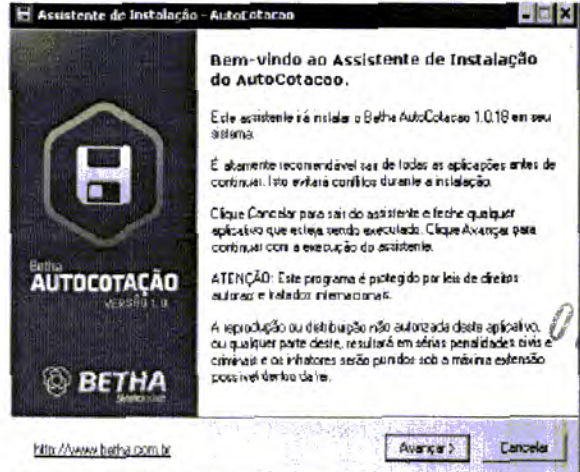 Assistente de Instalação - AutoCotacao
Bem-vindo ao Assistente de Instalação
do AutoCotacao.
Este assistente irá instalar o Betha AutoCotacao 1.0.18 em seu
sistema.
É altamente recomendável sair de todas as aplicações antes de
continuar. Isto evitará conflitos durante a instalação.
Clique Cancelar para sair do assistente e feche qualquer
aplicativo que esteja sendo executado. Clique Avançar para
continuar com a execução do assistente.
Betha
AUTOCOTAÇÃO
VERSÃO 1.0
ATENÇÃO: Este programa é protegido por leis de direitos
autorais e tratados internacionais.
A reprodução ou distribuição não autorizada deste aplicativo,
ou qualquer parte deste, resultará em sérias penalidades civis e
criminais e os infratores serão punidos sob a máxima extensão
possível dentro da lei.
BETHA
http://www.betha.com.br
Avançar >
Cancelar